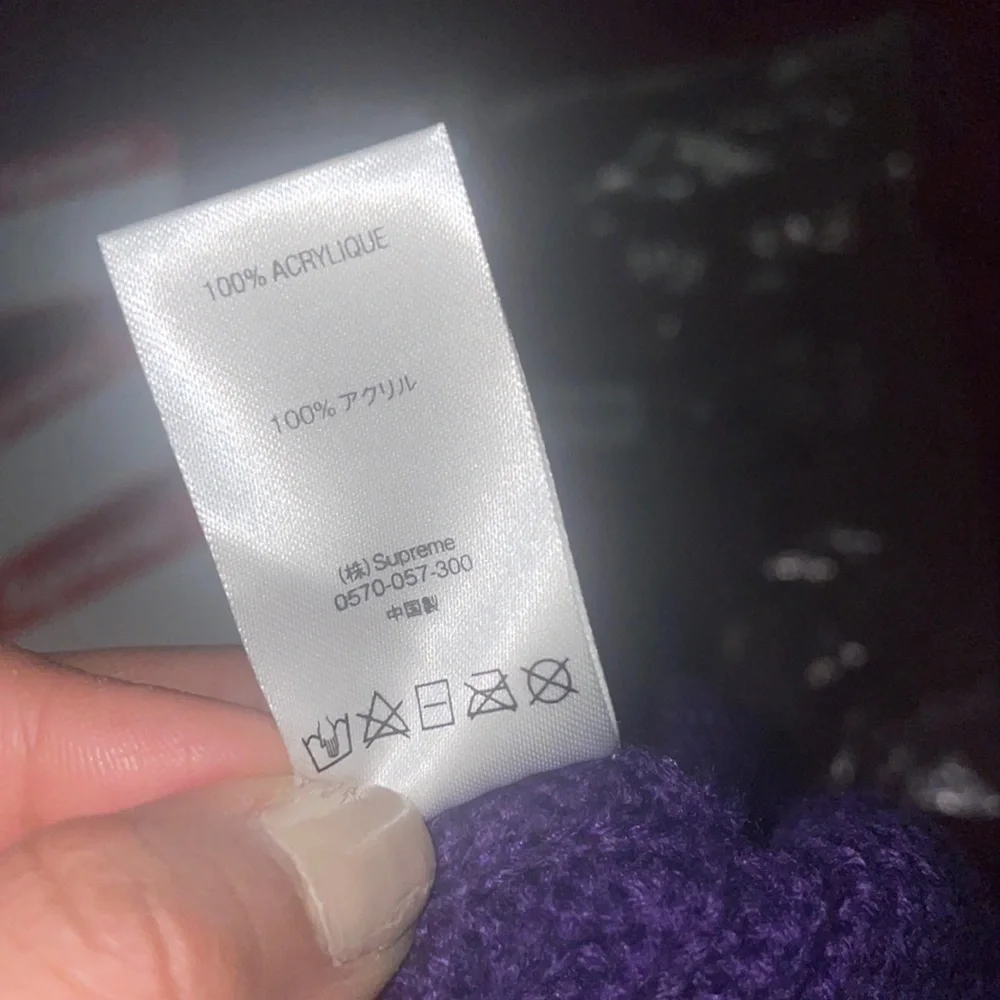 100% ACRYLIQUE
100% アクリル
(株) Supreme
0570-057-300
中国製